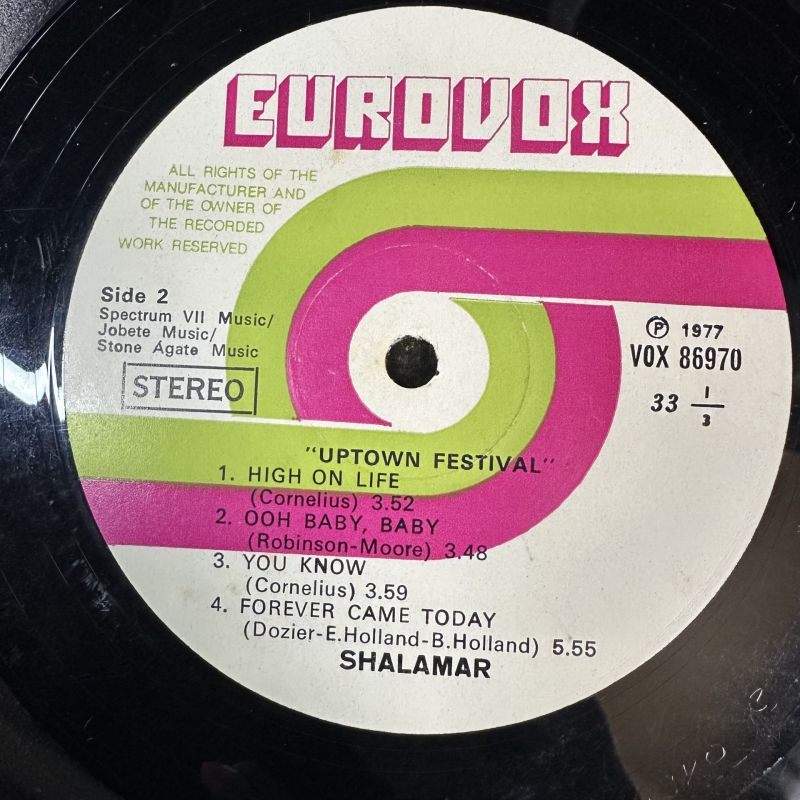 EUROVOX
ALL RIGHTS OF THE
MANUFACTURER AND
OF THE OWNER OF
THE RECORDED
WORK RESERVED
Side 2
Spectrum VII Music/
Jobete Music/
Stone Agate Music
STEREO
Ⓟ 1977
VOX 86970
33 1/3
"UPTOWN FESTIVAL"
1. HIGH ON LIFE
(Cornelius) 3.52
2. OOH BABY, BABY
(Robinson-Moore) 3.48
3. YOU KNOW
(Cornelius) 3.59
4. FOREVER CAME TODAY
(Dozier-E.Holland-B.Holland) 5.55
SHALAMAR